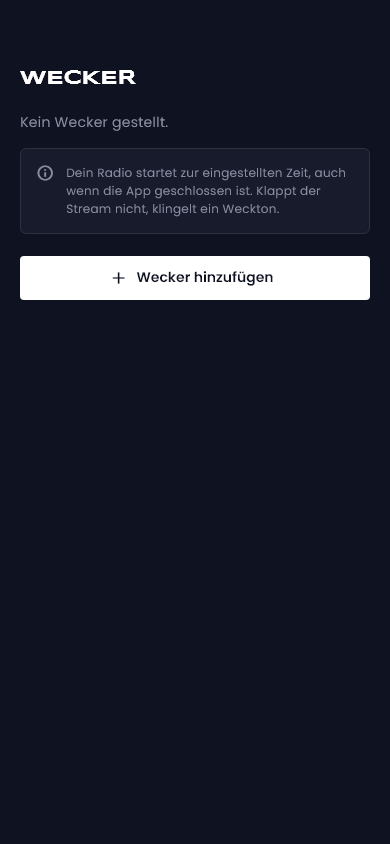 WECKER
Kein Wecker gestellt.
Dein Radio startet zur eingestellten Zeit, auch
wenn die App geschlossen ist. Klappt der
Stream nicht, klingelt ein Weckton.
Wecker hinzufügen